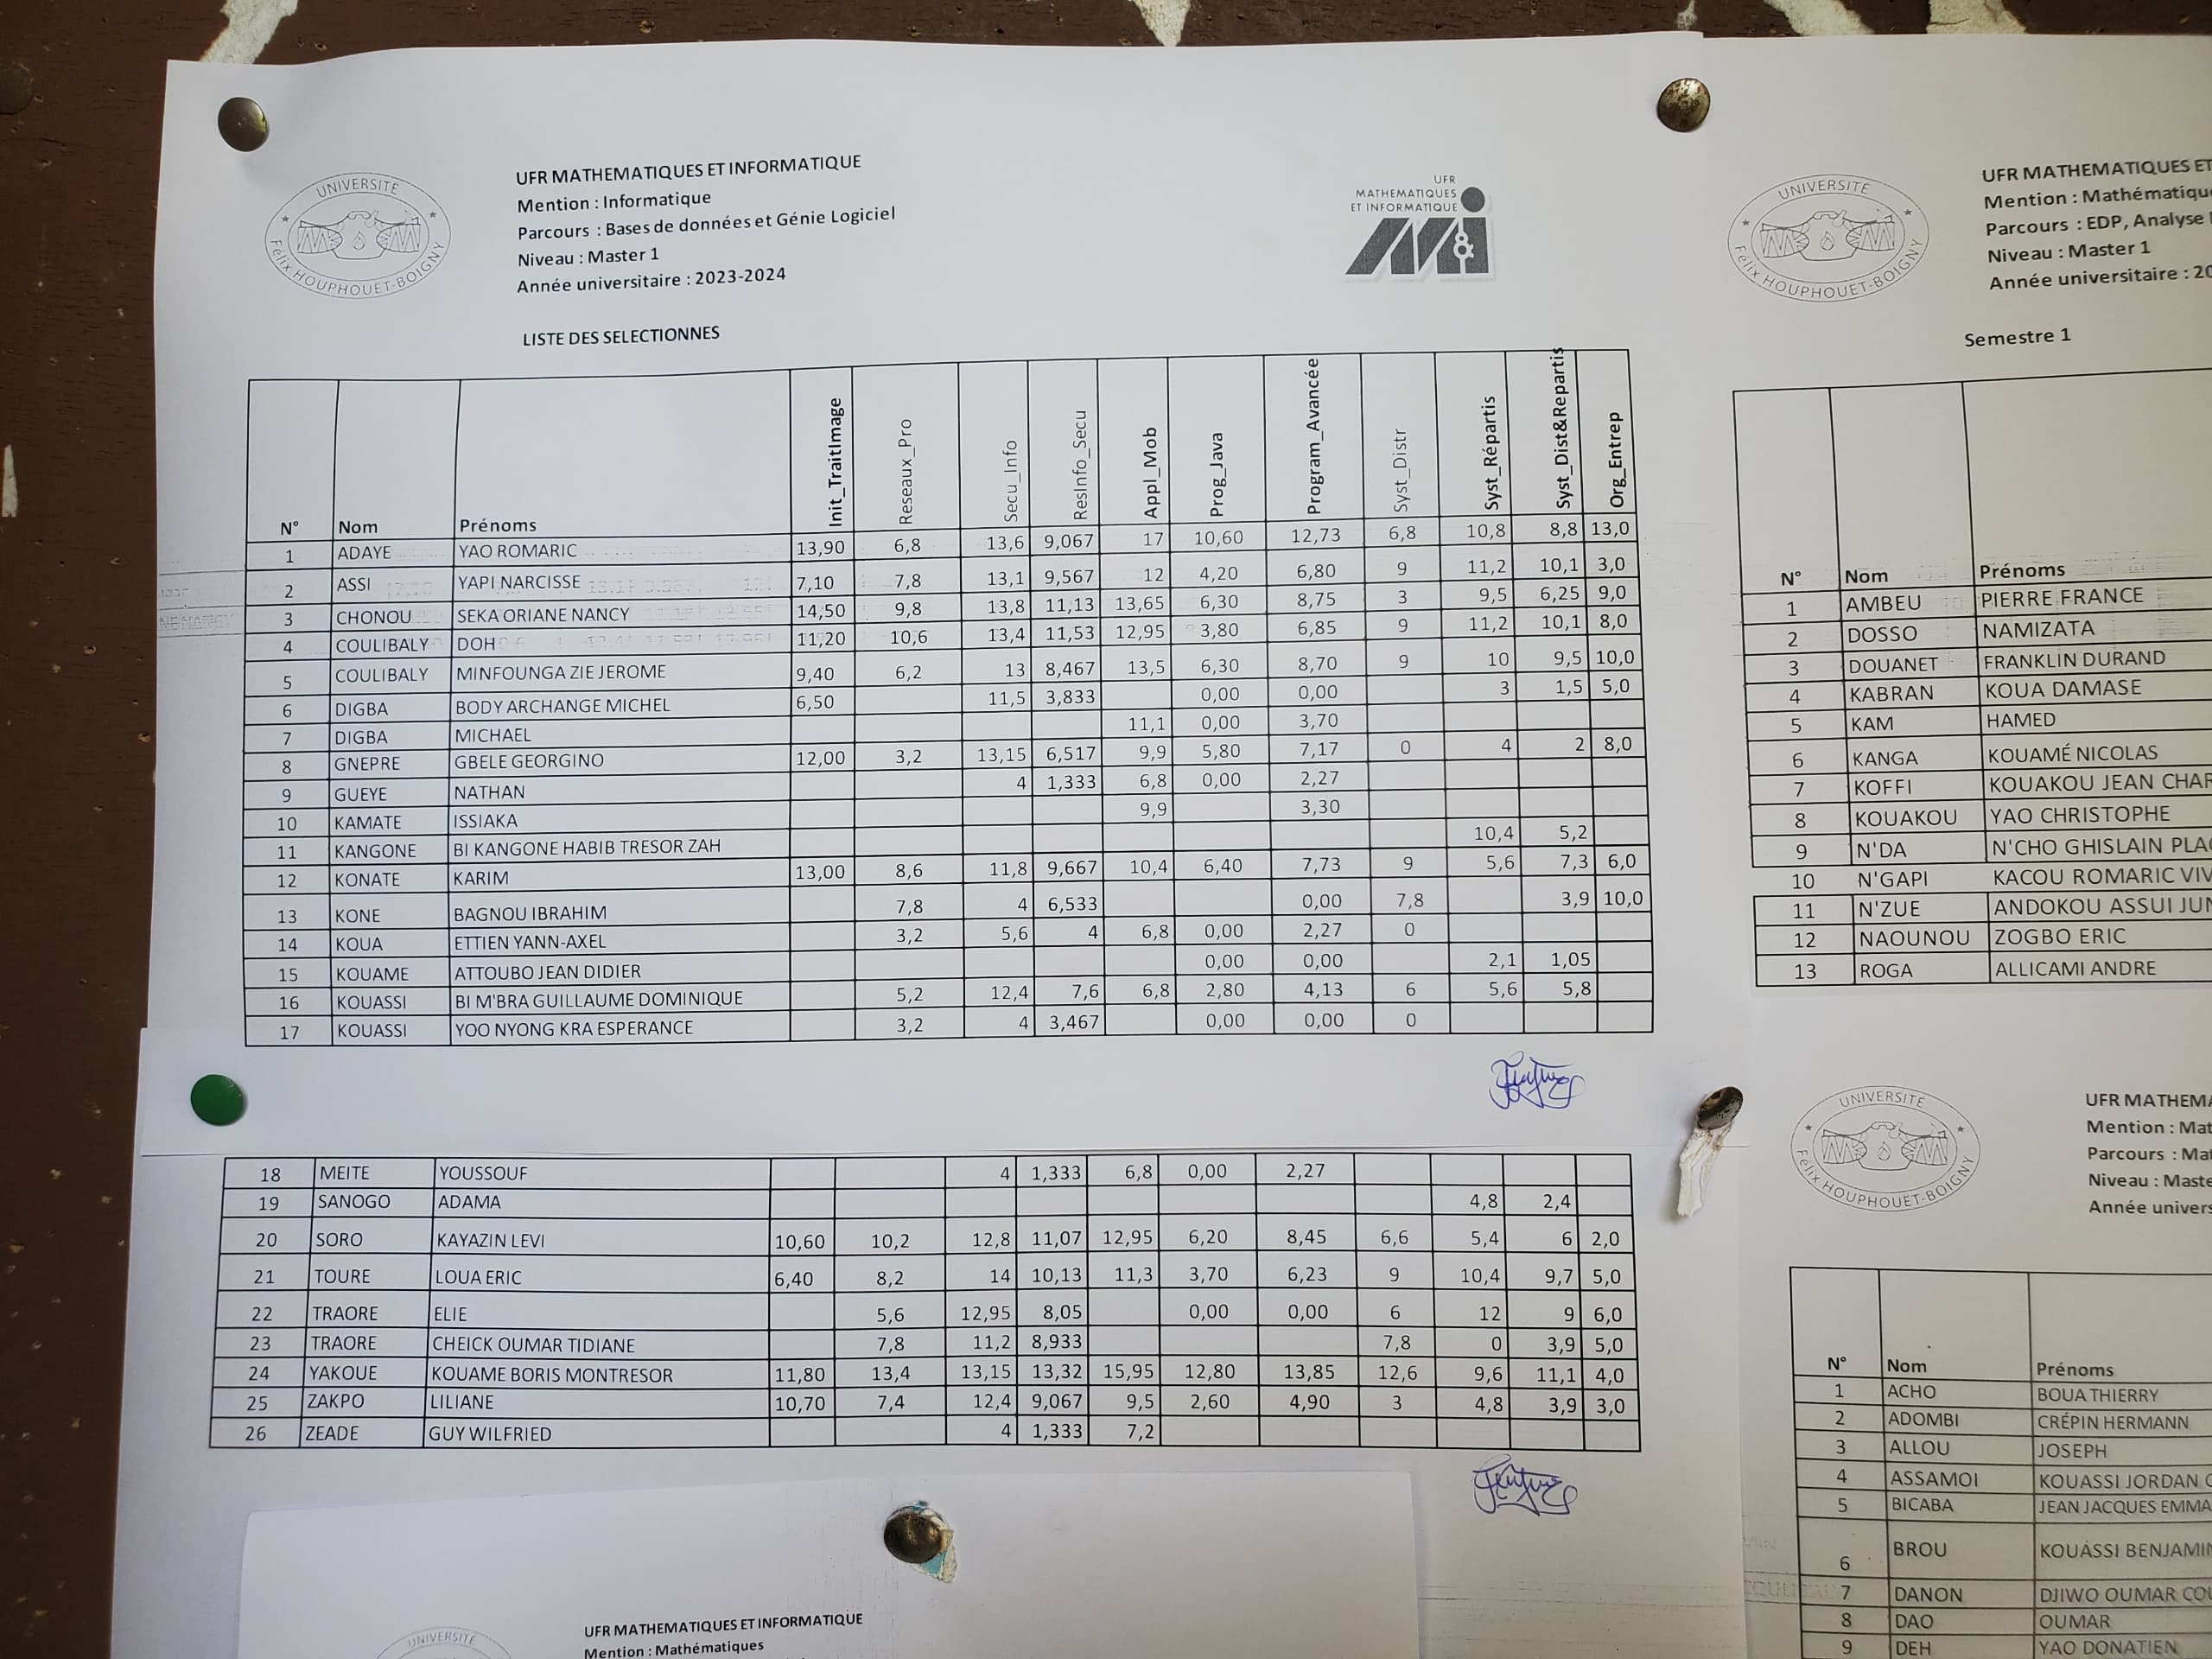 UNIVERSITE
Félix HOUPHOUET-BOIGNY
UFR MATHEMATIQUES ET INFORMATIQUE
Mention : Informatique
Parcours : Bases de données et Génie Logiciel
Niveau : Master 1
Année universitaire : 2023-2024
UFR
MATHEMATIQUES
ET INFORMATIQUE
M&i
LISTE DES SELECTIONNES
N° Nom Prénoms Init_TraitImage Reseaux_Pro Secu_Info ResInfo_Secu Appl_Mob Prog_Java Program_Avancée Syst_Distr Syst_Répartis Syst_Dist&Repartis Org_Entrep
1 ADAYE YAO ROMARIC 13,90 6,8 13,6 9,067 17 10,60 12,73 6,8 10,8 8,8 13,0
2 ASSI YAPI NARCISSE 7,10 7,8 13,1 9,567 12 4,20 6,80 9 11,2 10,1 3,0
3 CHONOU SEKA ORIANE NANCY 14,50 9,8 13,8 11,13 13,65 6,30 8,75 3 9,5 6,25 9,0
4 COULIBALY DOH 11,20 10,6 13,4 11,53 12,95 3,80 6,85 9 11,2 10,1 8,0
5 COULIBALY MINFOUNGA ZIE JEROME 9,40 6,2 13 8,467 13,5 6,30 8,70 9 10 9,5 10,0
6 DIGBA BODY ARCHANGE MICHEL 6,50 11,5 3,833 0,00 0,00 3 1,5 5,0
7 DIGBA MICHAEL 11,1 0,00 3,70
8 GNEPRE GBELE GEORGINO 12,00 3,2 13,15 6,517 9,9 5,80 7,17 0 4 2 8,0
9 GUEYE NATHAN 4 1,333 6,8 0,00 2,27
10 KAMATE ISSIAKA 9,9 3,30
11 KANGONE BI KANGONE HABIB TRESOR ZAH 10,4 5,2
12 KONATE KARIM 13,00 8,6 11,8 9,667 10,4 6,40 7,73 9 5,6 7,3 6,0
13 KONE BAGNOU IBRAHIM 7,8 4 6,533 0,00 7,8 3,9 10,0
14 KOUA ETTIEN YANN-AXEL 3,2 5,6 4 6,8 0,00 2,27 0
15 KOUAME ATTOUBO JEAN DIDIER 0,00 0,00 2,1 1,05
16 KOUASSI BI M'BRA GUILLAUME DOMINIQUE 5,2 12,4 7,6 6,8 2,80 4,13 6 5,6 5,8
17 KOUASSI YOO NYONG KRA ESPERANCE 3,2 4 3,467 0,00 0,00 0
18 MEITE YOUSSOUF 4 1,333 6,8 0,00 2,27
19 SANOGO ADAMA 4,8 2,4
20 SORO KAYAZIN LEVI 10,60 10,2 12,8 11,07 12,95 6,20 8,45 6,6 5,4 6 2,0
21 TOURE LOUA ERIC 6,40 8,2 14 10,13 11,3 3,70 6,23 9 10,4 9,7 5,0
22 TRAORE ELIE 5,6 12,95 8,05 0,00 0,00 6 12 9 6,0
23 TRAORE CHEICK OUMAR TIDIANE 7,8 11,2 8,933 7,8 0 3,9 5,0
24 YAKOUE KOUAME BORIS MONTRESOR 11,80 13,4 13,15 13,32 15,95 12,80 13,85 12,6 9,6 11,1 4,0
25 ZAKPO LILIANE 10,70 7,4 12,4 9,067 9,5 2,60 4,90 3 4,8 3,9 3,0
26 ZEADE GUY WILFRIED 4 1,333 7,2
UNIVERSITE
UFR MATHEMATIQUES ET INFORMATIQUE
Mention : Mathématiques
UNIVERSITE
Félix HOUPHOUET-BOIGNY
UFR MATHEMATIQUES ET
Mention : Mathématiqu
Parcours : EDP, Analyse
Niveau : Master 1
Année universitaire : 20
Semestre 1
N° Nom Prénoms
1 AMBEU PIERRE FRANCE
2 DOSSO NAMIZATA
3 DOUANET FRANKLIN DURAND
4 KABRAN KOUA DAMASE
5 KAM HAMED
6 KANGA KOUAMÉ NICOLAS
7 KOFFI KOUAKOU JEAN CHAR
8 KOUAKOU YAO CHRISTOPHE
9 N'DA N'CHO GHISLAIN PLA
10 N'GAPI KACOU ROMARIC VIV
11 N'ZUE ANDOKOU ASSUI JUN
12 NAOUNOU ZOGBO ERIC
13 ROGA ALLICAMI ANDRE
UNIVERSITE
Félix HOUPHOUET-BOIGNY
UFR MATHEMA
Mention : Mat
Parcours : Mat
Niveau : Maste
Année univers
N° Nom Prénoms
1 ACHO BOUA THIERRY
2 ADOMBI CRÉPIN HERMANN
3 ALLOU JOSEPH
4 ASSAMOI KOUASSI JORDAN
5 BICABA JEAN JACQUES EMMA
6 BROU KOUASSI BENJAMIN
7 DANON DJIWO OUMAR COU
8 DAO OUMAR
9 DEH YAO DONATIEN